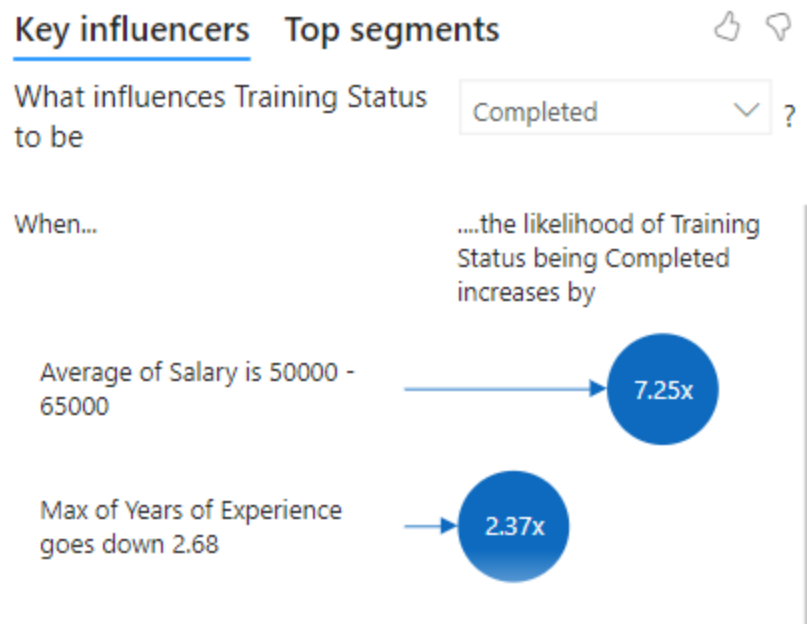 Key influencers Top segments
What influences Training Status
to be
Completed
?
When...
....the likelihood of Training
Status being Completed
increases by
Average of Salary is 50000 -
65000
7.25x
Max of Years of Experience
goes down 2.68
2.37x